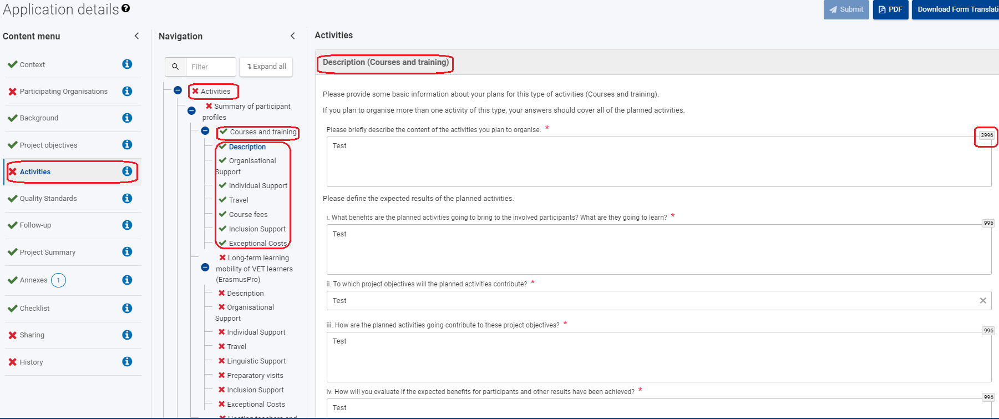 Application details
Submit
PDF
Download Form Translati
Content menu
Context
Participating Organisations
Background
Project objectives
Activities
Quality Standards
Follow-up
Project Summary
Annexes 1
Checklist
Sharing
History
Navigation
Filter
Expand all
Activities
Summary of participant
profiles
Courses and training
Description
Organisational
Support
Individual Support
Travel
Course fees
Inclusion Support
Exceptional Costs
Long-term learning
mobility of VET learners
(ErasmusPro)
Description
Organisational
Support
Individual Support
Travel
Linguistic Support
Preparatory visits
Inclusion Support
Exceptional Costs
Hosting teachers and
Activities
Description (Courses and training)
Please provide some basic information about your plans for this type of activities (Courses and training).
If you plan to organise more than one activity of this type, your answers should cover all of the planned activities.
Please briefly describe the content of the activities you plan to organise. *
2996
Test
Please define the expected results of the planned activities.
i. What benefits are the planned activities going to bring to the involved participants? What are they going to learn? *
996
Test
ii. To which project objectives will the planned activities contribute? *
Test
iii. How are the planned activities going contribute to these project objectives? *
996
Test
iv. How will you evaluate if the expected benefits for participants and other results have been achieved? *
996
Test